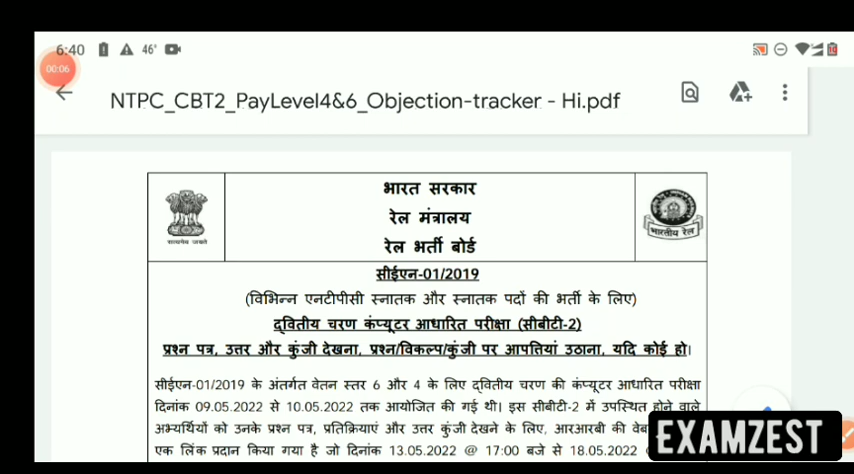 6:40 46°
00:06
NTPC_CBT2_PayLevel4&6_Objection-tracker - Hi.pdf
भारत सरकार
रेल मंत्रालय
रेल भर्ती बोर्ड
सत्यमेव जयते
भारतीय रेल
सीईएन-01/2019
(विभिन्न एनटीपीसी स्नातक और स्नातक पदों की भर्ती के लिए)
द्वितीय चरण कंप्यूटर आधारित परीक्षा (सीबीटी-2)
प्रश्न पत्र, उत्तर और कुंजी देखना, प्रश्न/विकल्प/कुंजी पर आपत्तियां उठाना, यदि कोई हो।
सीईएन-01/2019 के अंतर्गत वेतन स्तर 6 और 4 के लिए द्वितीय चरण की कंप्यूटर आधारित परीक्षा
दिनांक 09.05.2022 से 10.05.2022 तक आयोजित की गई थी। इस सीबीटी-2 में उपस्थित होने वाले
अभ्यर्थियों को उनके प्रश्न पत्र, प्रतिक्रियाएं और उत्तर कुंजी देखने के लिए, आरआरबी की
एक लिंक प्रदान किया गया है जो दिनांक 13.05.2022 @ 17:00 बजे से 18.05.2022
EXAMZEST